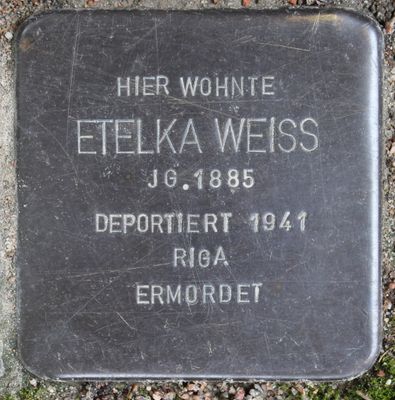 HIER WOHNTE
ETELKA WEISS
JG.1885
DEPORTIERT 1941
RIGA
ERMORDET